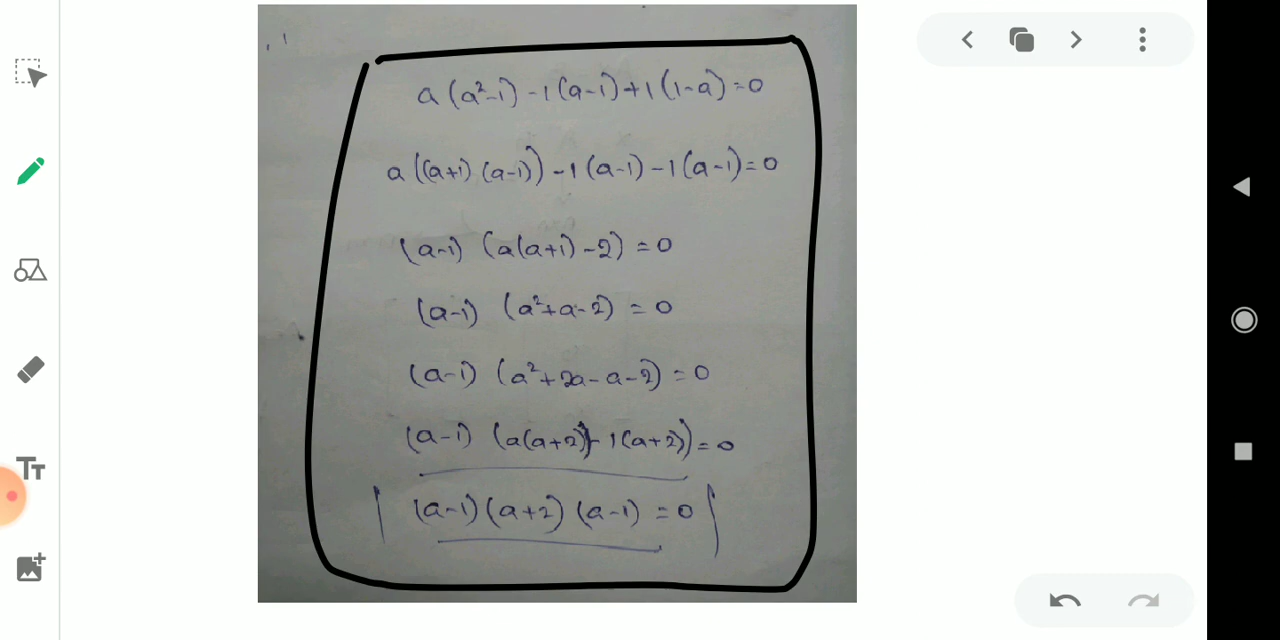 a(a²-1) -1(a-1)+1(1-a)=0
a((a+1)(a-1)) -1(a-1) -1(a-1)=0
(a-1) (a(a+1)-2) =0
(a-1) (a²+a-2) =0
(a-1) (a²+2a-a-2)=0
(a-1) (a(a+2)-1(a+2))=0
(a-1)(a+2)(a-1) =0
TT